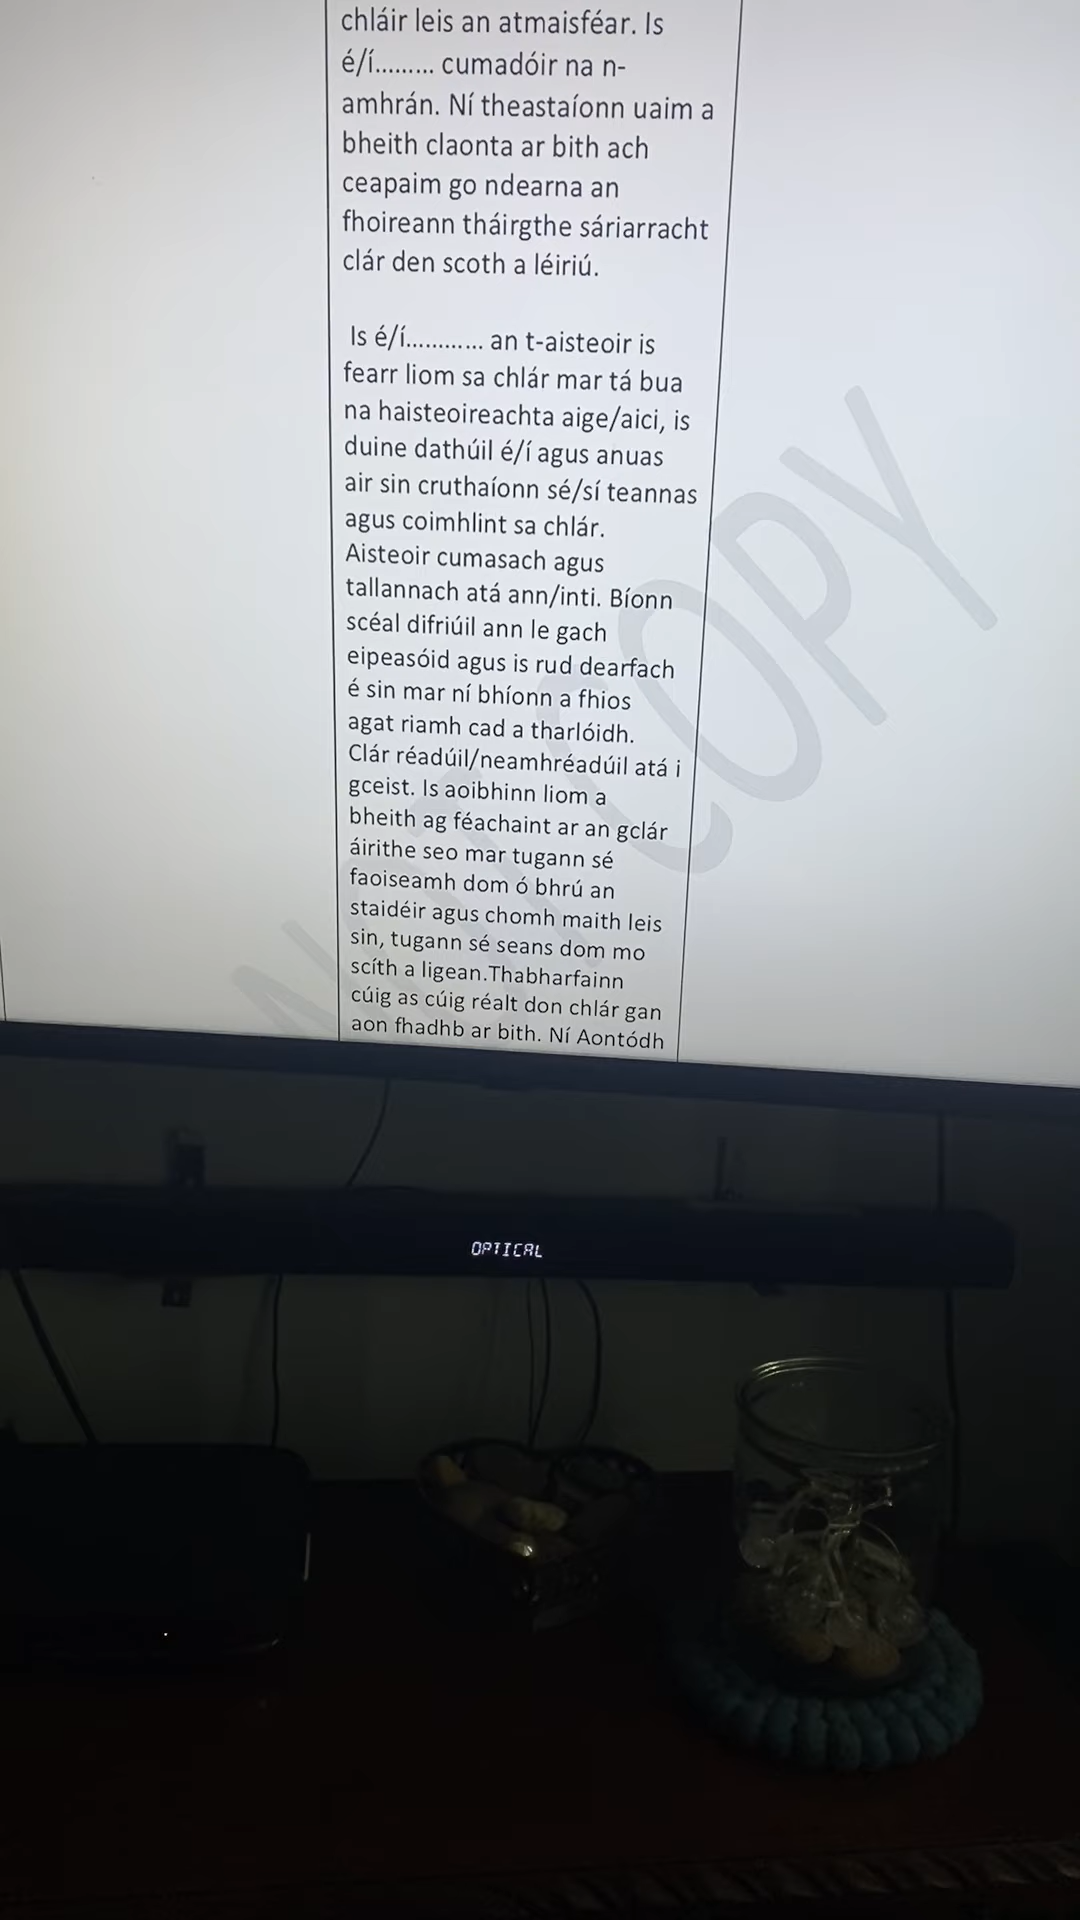 chláir leis an atmaisféar. Is
é/í......... cumadóir na n-
amhrán. Ní theastaíonn uaim a
bheith claonta ar bith ach
ceapaim go ndearna an
fhoireann tháirgthe sáriarracht
clár den scoth a léiriú.
Is é/í............ an t-aisteoir is
fearr liom sa chlár mar tá bua
na haisteoireachta aige/aici, is
duine dathúil é/í agus anuas
air sin cruthaíonn sé/sí teannas
agus coimhlint sa chlár.
Aisteoir cumasach agus
tallannach atá ann/inti. Bíonn
scéal difriúil ann le gach
eipeasóid agus is rud dearfach
é sin mar ní bhíonn a fhios
agat riamh cad a tharlóidh.
Clár réadúil/neamhréadúil atá i
gceist. Is aoibhinn liom a
bheith ag féachaint ar an gclár
áirithe seo mar tugann sé
faoiseamh dom ó bhrú an
staidéir agus chomh maith leis
sin, tugann sé seans dom mo
scíth a ligean.Thabharfainn
cúig as cúig réalt don chlár gan
aon fhadhb ar bith. Ní Aontódh
COPY
OPTICAL